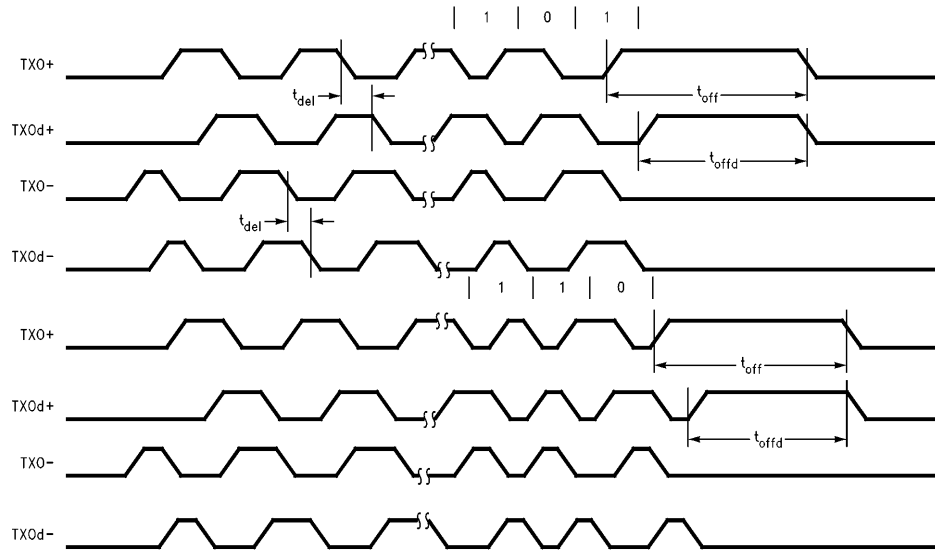 | 1 | 0 | 1 |
TXO+
t_del
t_off
TXOd+
t_offd
TXO-
t_del
TXOd-
| 1 | 1 | 0 |
TXO+
t_off
TXOd+
t_offd
TXO-
TXOd-